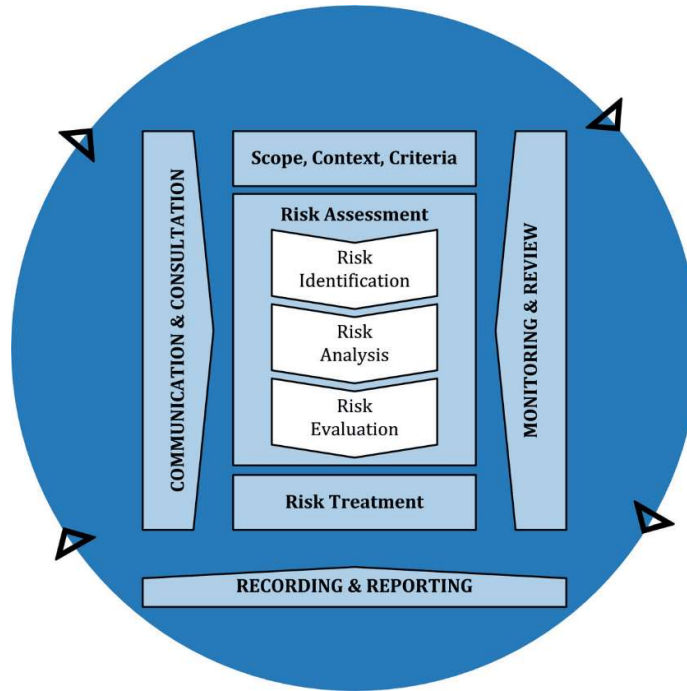 Scope, Context, Criteria
Risk Assessment
Risk
Identification
Risk
Analysis
Risk
Evaluation
Risk Treatment
COMMUNICATION & CONSULTATION
MONITORING & REVIEW
RECORDING & REPORTING